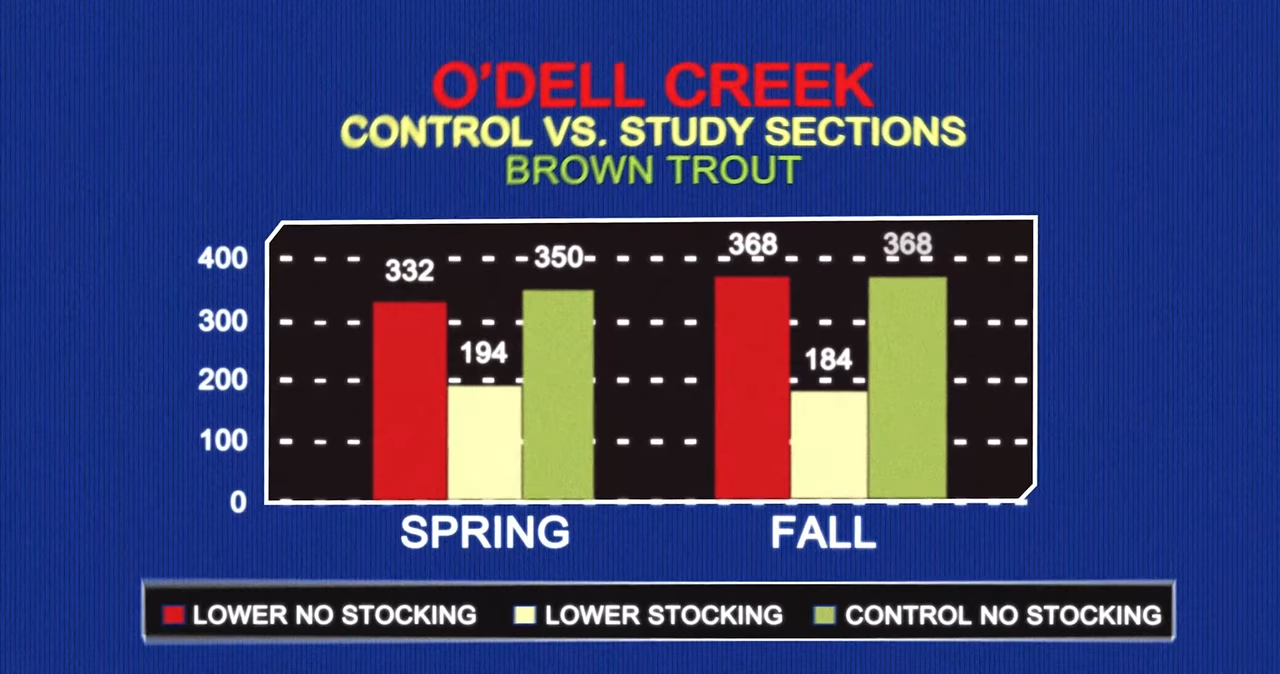 O'DELL CREEK
CONTROL VS. STUDY SECTIONS
BROWN TROUT
400
300
200
100
0
332
194
350
368
184
368
SPRING
FALL
LOWER NO STOCKING
LOWER STOCKING
CONTROL NO STOCKING